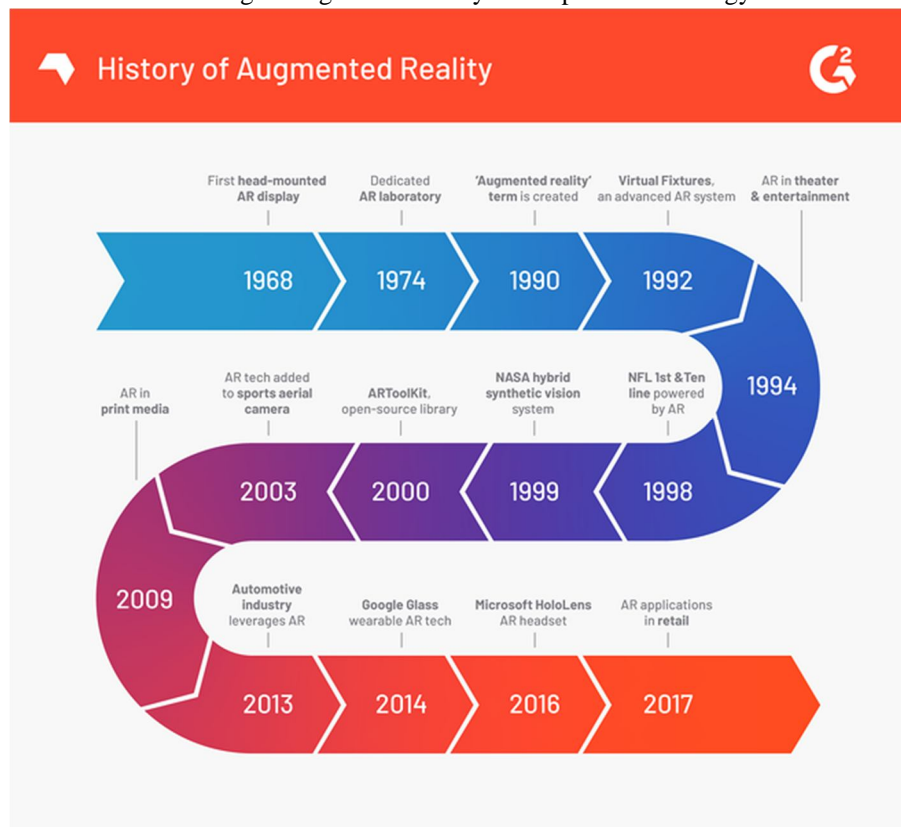 History of Augmented Reality
G2
First head-mounted
AR display
Dedicated
AR laboratory
'Augmented reality'
term is created
Virtual Fixtures,
an advanced AR system
AR in theater
& entertainment
1968
1974
1990
1992
1994
AR in
print media
AR tech added
to sports aerial
camera
ARToolKit,
open-source library
NASA hybrid
synthetic vision
system
NFL 1st & Ten
line powered
by AR
2003
2000
1999
1998
2009
Automotive
industry
leverages AR
Google Glass
wearable AR tech
Microsoft HoloLens
AR headset
AR applications
in retail
2013
2014
2016
2017